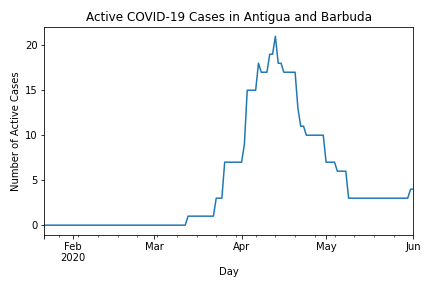 Active COVID-19 Cases in Antigua and Barbuda
Number of Active Cases
20
15
10
5
0
Feb Mar Apr May Jun
2020
Day